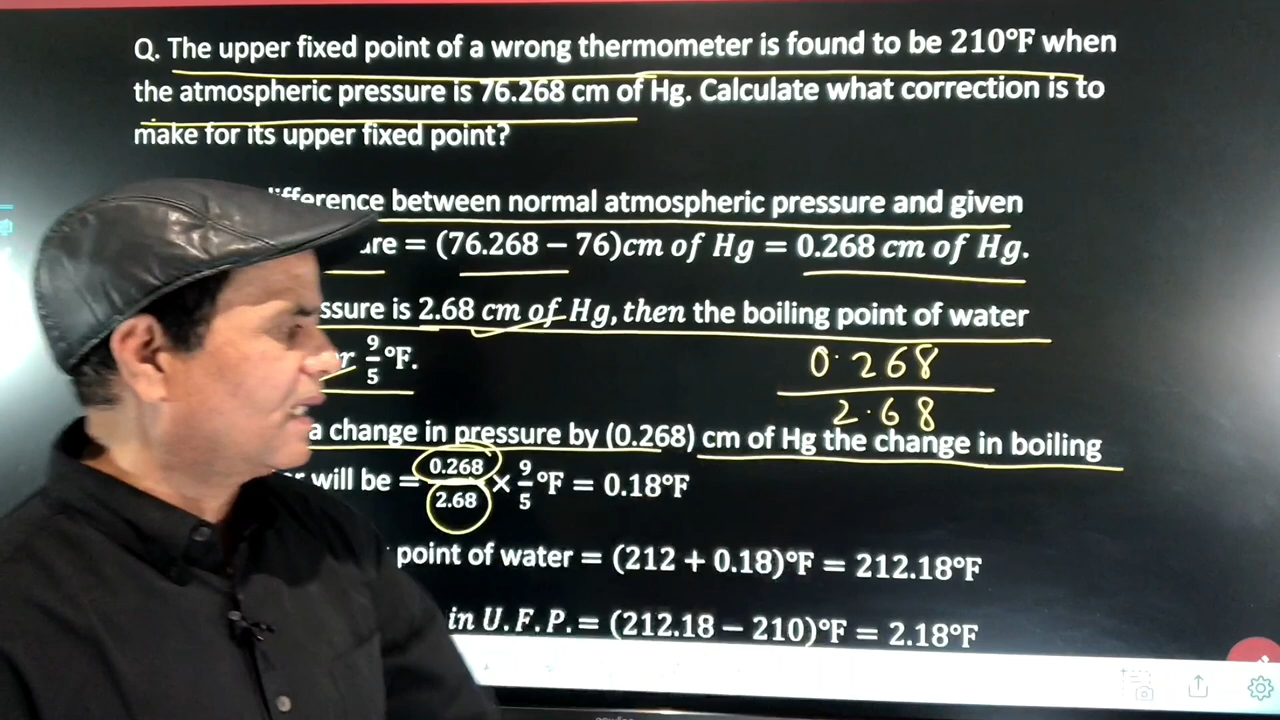 Q. The upper fixed point of a wrong thermometer is found to be 210°F when
the atmospheric pressure is 76.268 cm of Hg. Calculate what correction is to
make for its upper fixed point?
difference between normal atmospheric pressure and given
= (76.268 − 76)cm of Hg = 0.268 cm of Hg.
is 2.68 cm of Hg, then the boiling point of water
9/5 °F.
0.268
2.68
a change in pressure by (0.268) cm of Hg the change in boiling
will be = 0.268/2.68 × 9/5 °F = 0.18°F
point of water = (212 + 0.18)°F = 212.18°F
in U.F.P. = (212.18 − 210)°F = 2.18°F